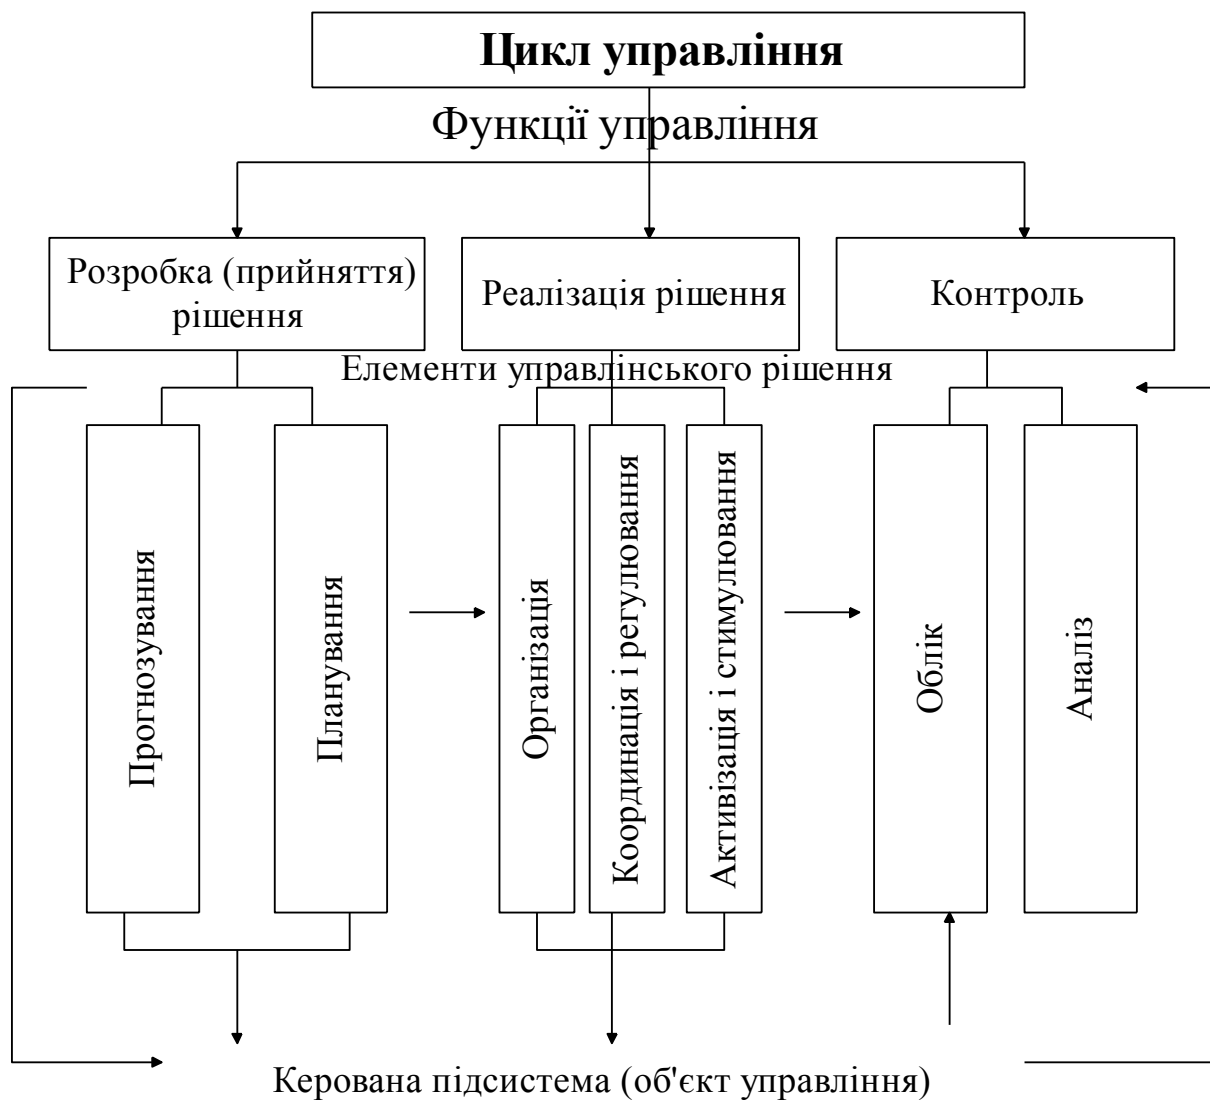 Цикл управління
Функції управління
Розробка (прийняття)
рішення
Реалізація рішення
Контроль
Елементи управлінського рішення
Прогнозування
Планування
Організація
Координація і регулювання
Активізація і стимулювання
Облік
Аналіз
Керована підсистема (об'єкт управління)